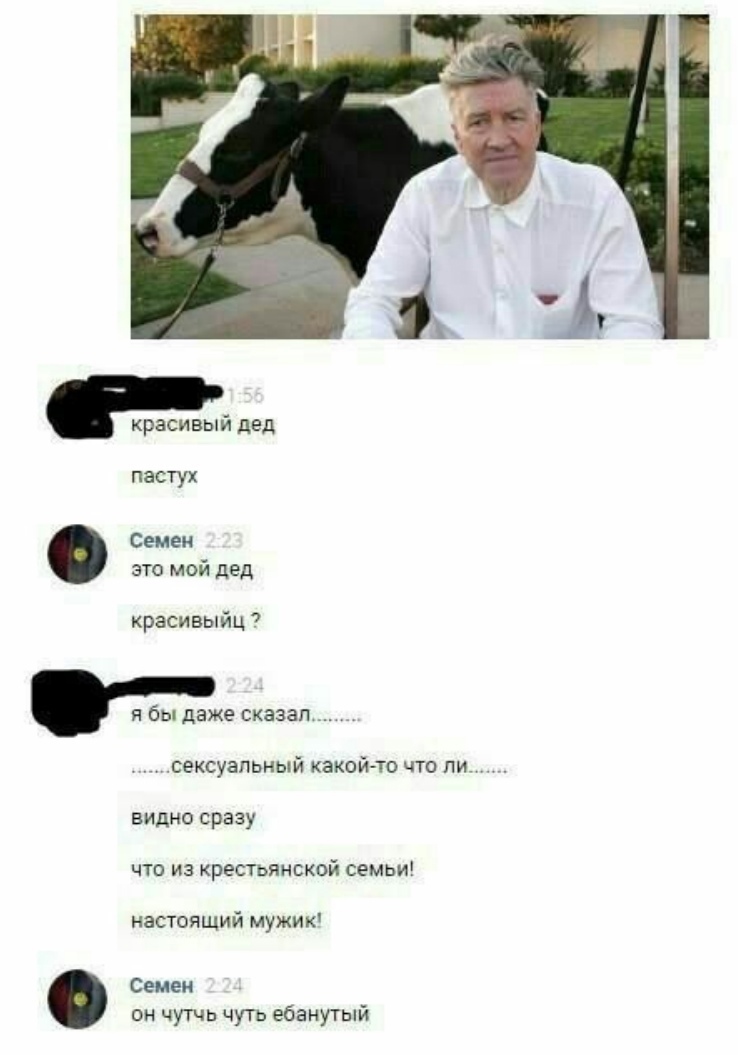 1:56
красивый дед
пастух
Семен 2:23
это мой дед
красивыйц ?
2:24
я бы даже сказал.........
.......сексуальный какой-то что ли.......
видно сразу
что из крестьянской семьи!
настоящий мужик!
Семен 2:24
он чутчь чуть ебанутый